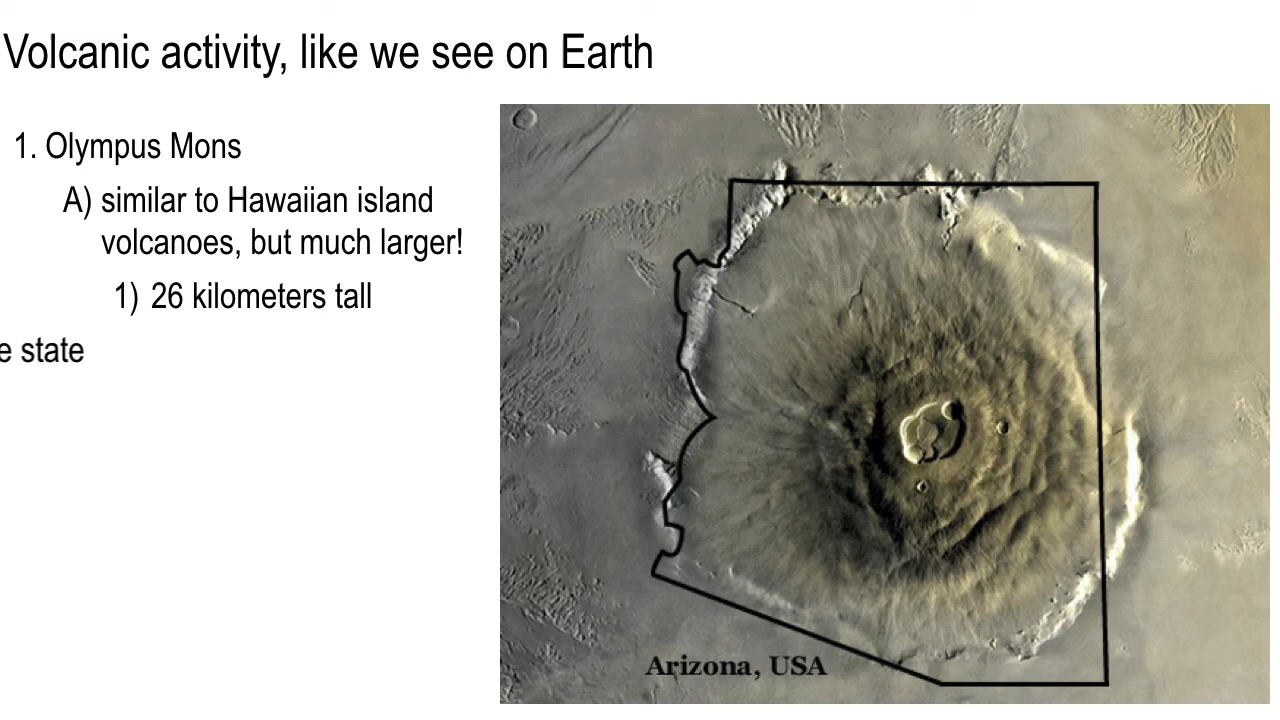 Volcanic activity, like we see on Earth
1. Olympus Mons
A) similar to Hawaiian island
volcanoes, but much larger!
1) 26 kilometers tall
e state
Arizona, USA